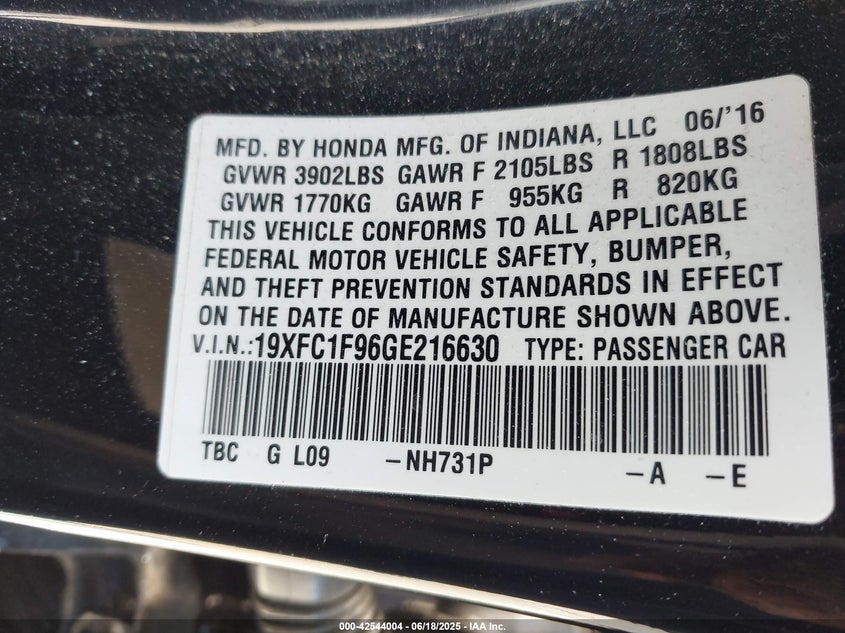 MFD. BY HONDA MFG. OF INDIANA, LLC 06/'16
GVWR 3902LBS GAWR F 2105LBS R 1808LBS
GVWR 1770KG GAWR F 955KG R 820KG
THIS VEHICLE CONFORMS TO ALL APPLICABLE
FEDERAL MOTOR VEHICLE SAFETY, BUMPER,
AND THEFT PREVENTION STANDARDS IN EFFECT
ON THE DATE OF MANUFACTURE SHOWN ABOVE.
V.I.N.:19XFC1F96GE216630 TYPE: PASSENGER CAR
TBC G L09 -NH731P -A -E
000-42544004 - 06/18/2025 - IAA Inc.